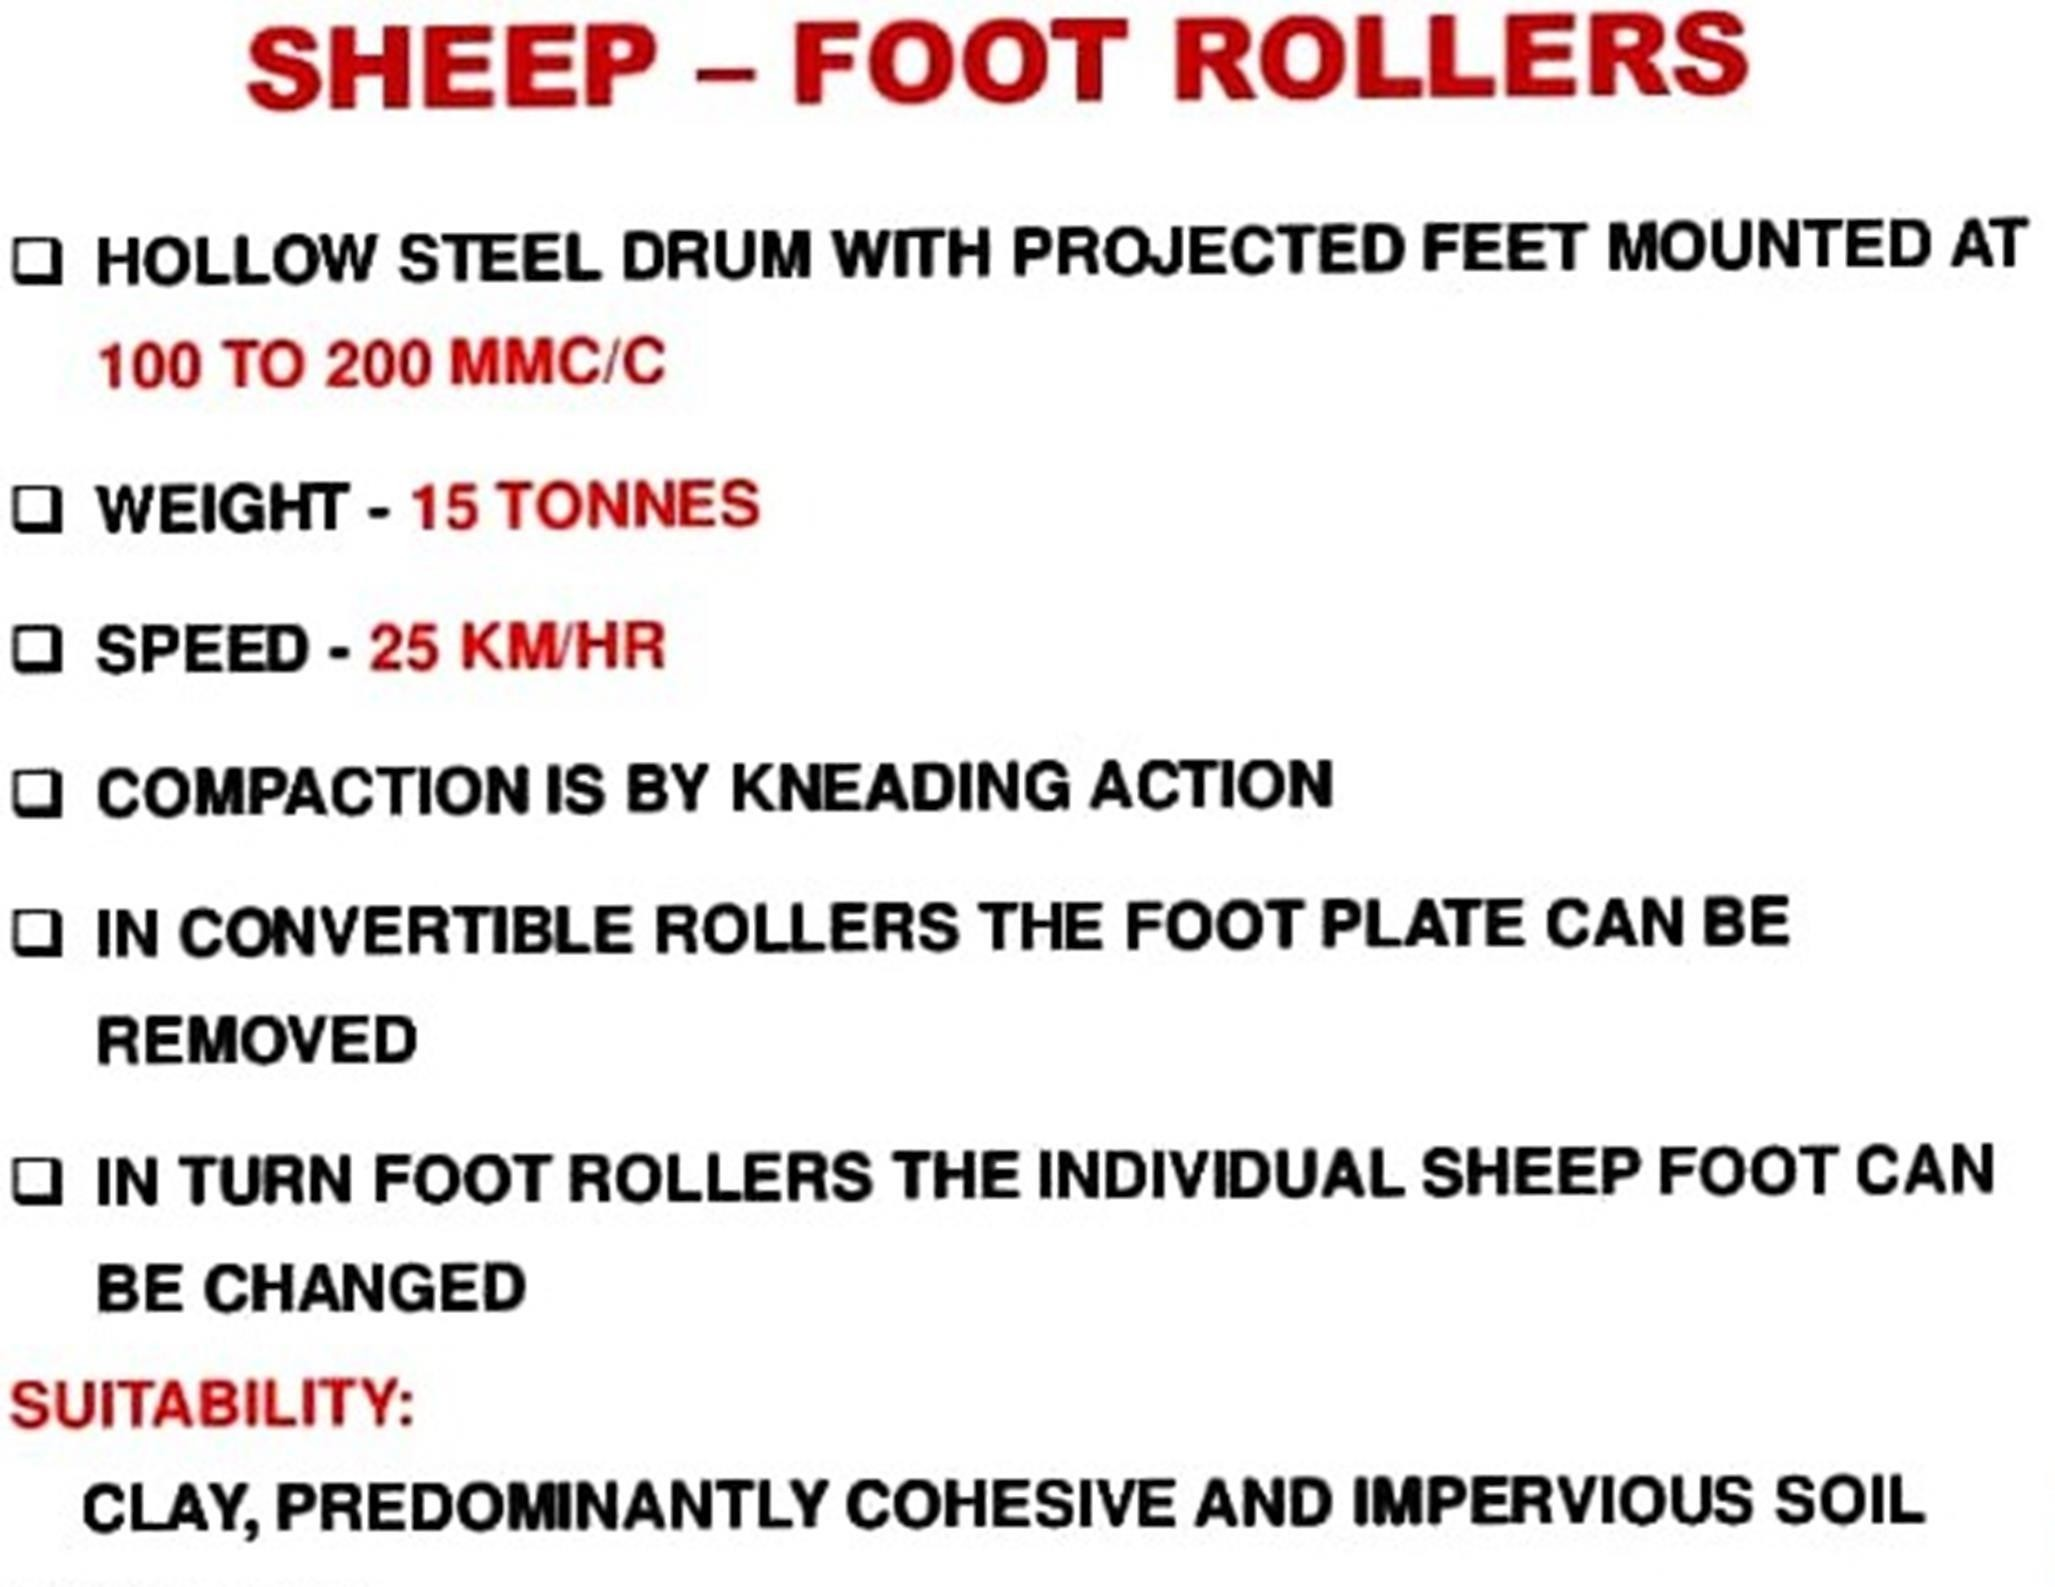 SHEEP – FOOT ROLLERS
❑ HOLLOW STEEL DRUM WITH PROJECTED FEET MOUNTED AT
100 TO 200 MMC/C
❑ WEIGHT - 15 TONNES
❑ SPEED - 25 KM/HR
❑ COMPACTION IS BY KNEADING ACTION
❑ IN CONVERTIBLE ROLLERS THE FOOT PLATE CAN BE
REMOVED
❑ IN TURN FOOT ROLLERS THE INDIVIDUAL SHEEP FOOT CAN
BE CHANGED
SUITABILITY:
CLAY, PREDOMINANTLY COHESIVE AND IMPERVIOUS SOIL